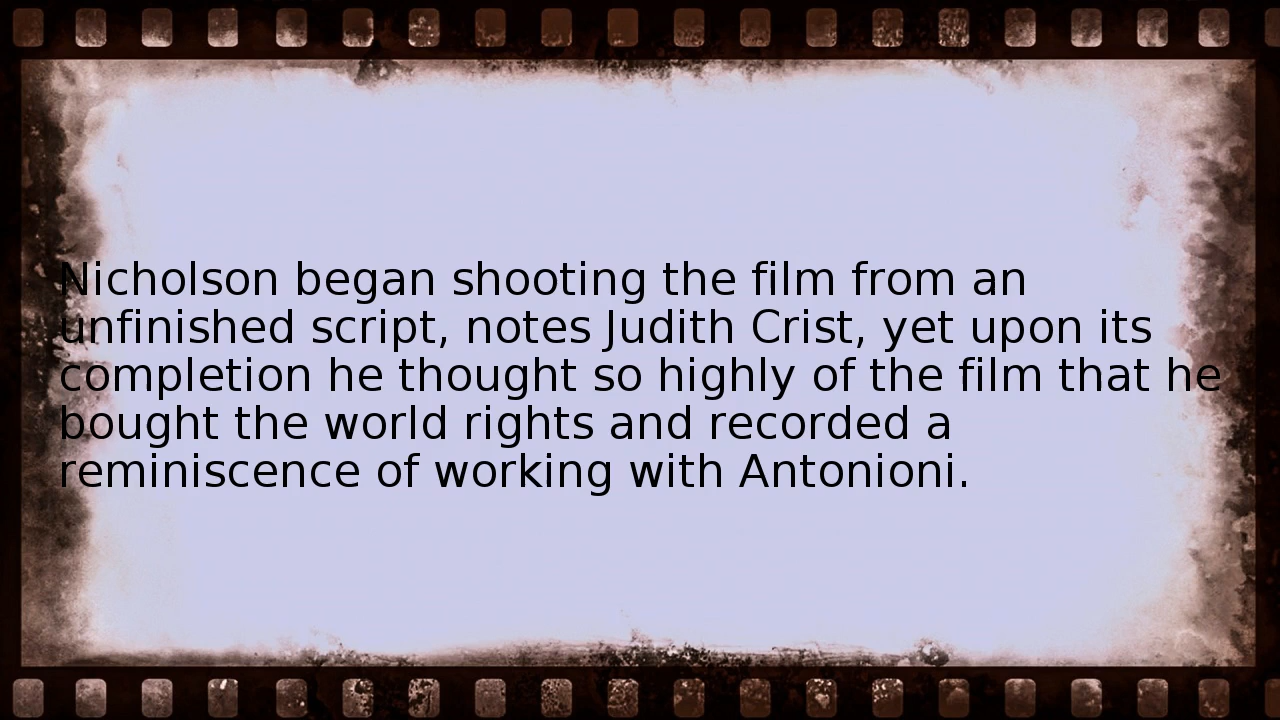 Nicholson began shooting the film from an
unfinished script, notes Judith Crist, yet upon its
completion he thought so highly of the film that he
bought the world rights and recorded a
reminiscence of working with Antonioni.